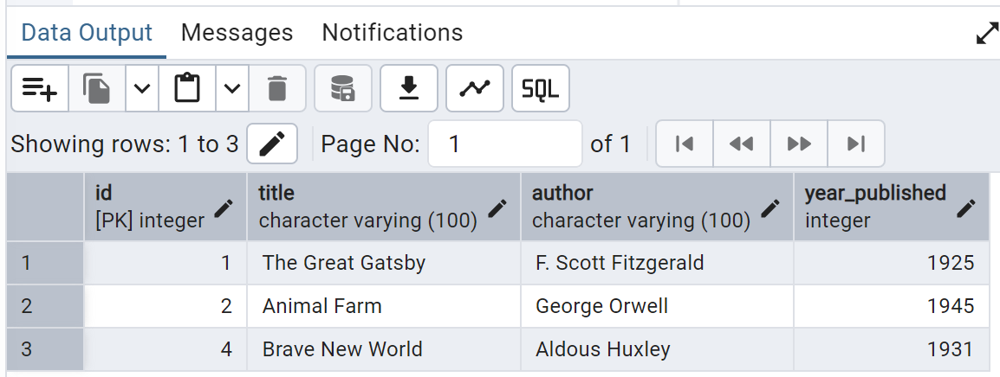 Data Output Messages Notifications
SQL
Showing rows: 1 to 3 Page No: 1 of 1
id title author year_published
[PK] integer character varying (100) character varying (100) integer
1 1 The Great Gatsby F. Scott Fitzgerald 1925
2 2 Animal Farm George Orwell 1945
3 4 Brave New World Aldous Huxley 1931